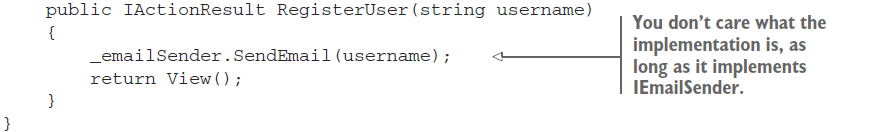 public IActionResult RegisterUser(string username)
{
_emailSender.SendEmail(username);
return View();
}
}
You don’t care what the
implementation is, as
long as it implements
IEmailSender.